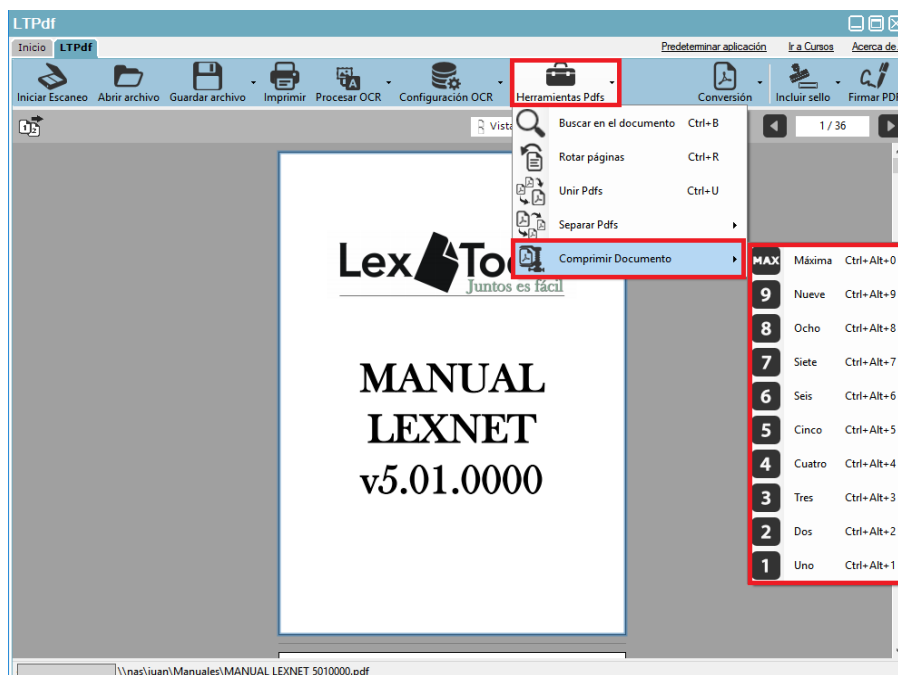 LTPdf
Inicio LTPdf Predeterminar aplicación Ir a Cursos Acerca de
Iniciar Escaneo Abrir archivo Guardar archivo Imprimir Procesar OCR Configuración OCR Herramientas Pdfs Conversión Incluir sello Firmar PDF
1 2 1 / 36
Buscar en el documento Ctrl+B
Rotar páginas Ctrl+R
Unir Pdfs Ctrl+U
Separar Pdfs
Comprimir Documento
MAX Máxima Ctrl+Alt+0
9 Nueve Ctrl+Alt+9
8 Ocho Ctrl+Alt+8
7 Siete Ctrl+Alt+7
6 Seis Ctrl+Alt+6
5 Cinco Ctrl+Alt+5
4 Cuatro Ctrl+Alt+4
3 Tres Ctrl+Alt+3
2 Dos Ctrl+Alt+2
1 Uno Ctrl+Alt+1
Lex
Juntos es fácil
MANUAL
LEXNET
v5.01.0000
\\nas\juan\Manuales\MANUAL LEXNET 5010000.pdf